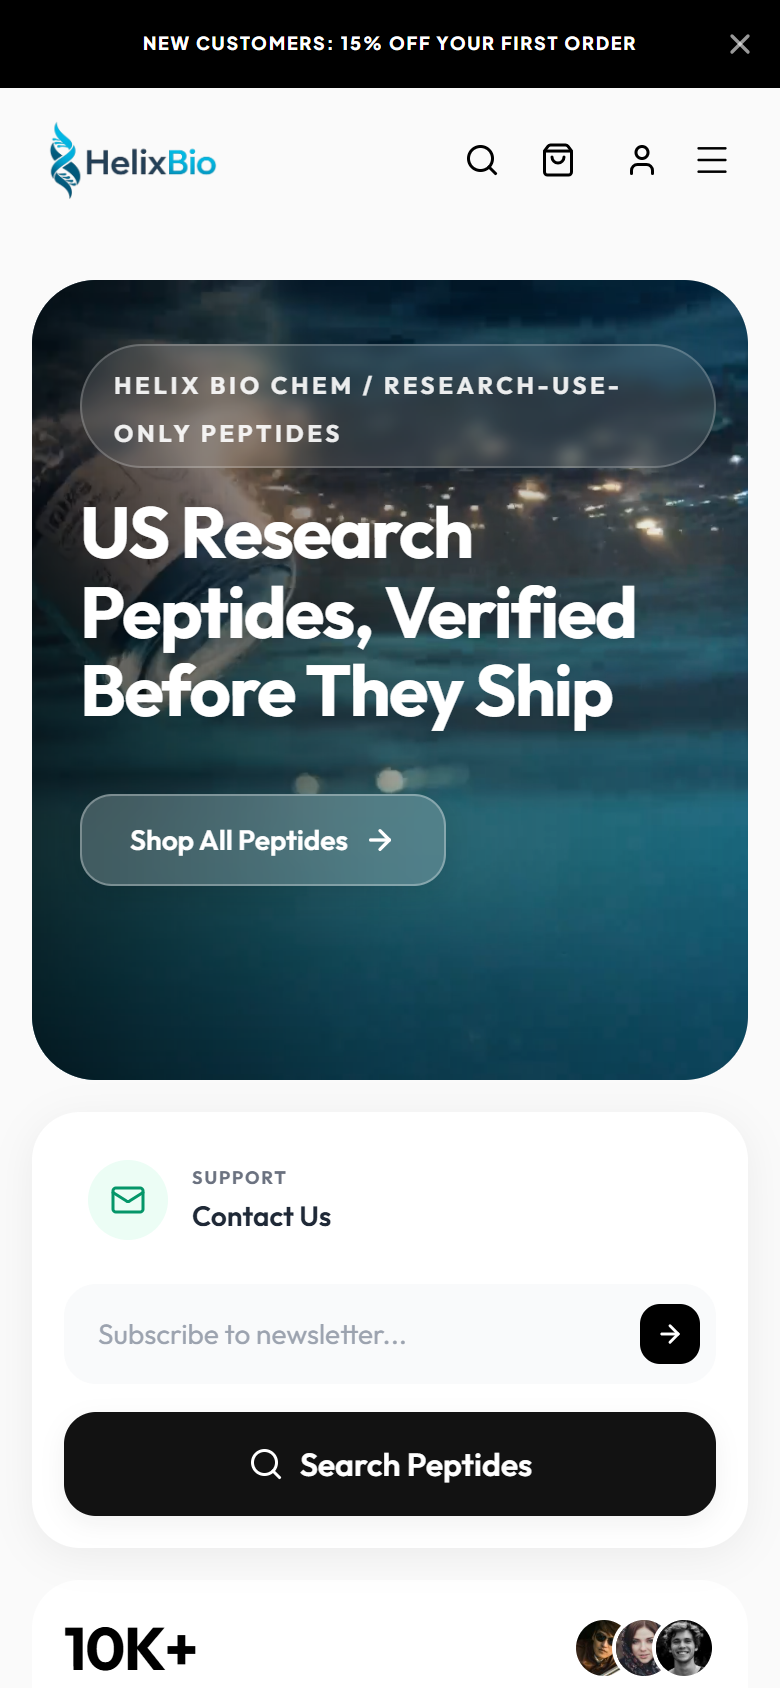 NEW CUSTOMERS: 15% OFF YOUR FIRST ORDER
HelixBio
HELIX BIO CHEM / RESEARCH-USE-
ONLY PEPTIDES
US Research
Peptides, Verified
Before They Ship
Shop All Peptides
SUPPORT
Contact Us
Subscribe to newsletter...
Search Peptides
10K+